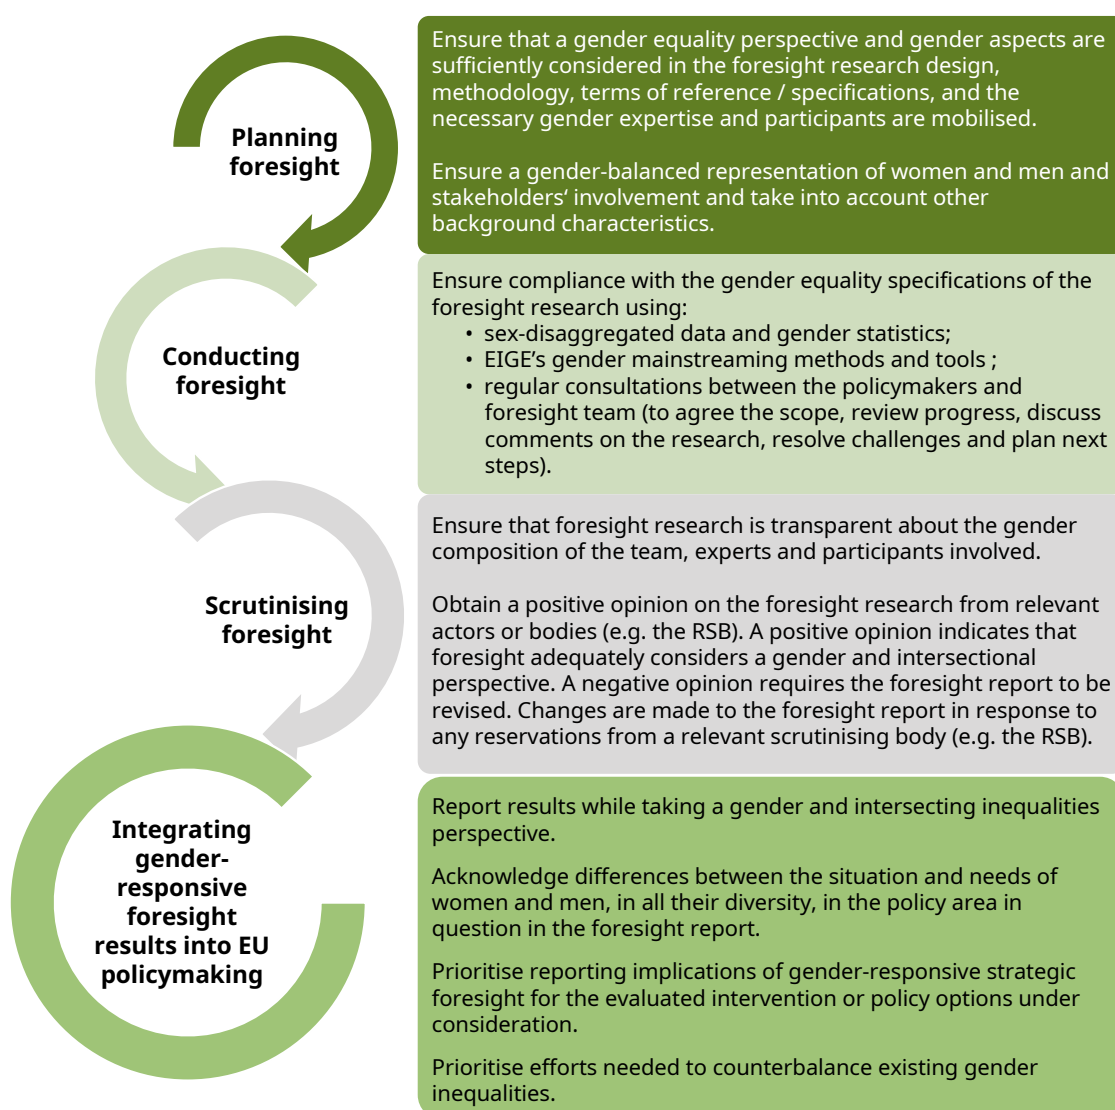 Planning
foresight
Ensure that a gender equality perspective and gender aspects are
sufficiently considered in the foresight research design,
methodology, terms of reference / specifications, and the
necessary gender expertise and participants are mobilised.
Ensure a gender-balanced representation of women and men and
stakeholders‘ involvement and take into account other
background characteristics.
Conducting
foresight
Ensure compliance with the gender equality specifications of the
foresight research using:
• sex-disaggregated data and gender statistics;
• EIGE’s gender mainstreaming methods and tools ;
• regular consultations between the policymakers and
foresight team (to agree the scope, review progress, discuss
comments on the research, resolve challenges and plan next
steps).
Scrutinising
foresight
Ensure that foresight research is transparent about the gender
composition of the team, experts and participants involved.
Obtain a positive opinion on the foresight research from relevant
actors or bodies (e.g. the RSB). A positive opinion indicates that
foresight adequately considers a gender and intersectional
perspective. A negative opinion requires the foresight report to be
revised. Changes are made to the foresight report in response to
any reservations from a relevant scrutinising body (e.g. the RSB).
Integrating
gender-
responsive
foresight
results into EU
policymaking
Report results while taking a gender and intersecting inequalities
perspective.
Acknowledge differences between the situation and needs of
women and men, in all their diversity, in the policy area in
question in the foresight report.
Prioritise reporting implications of gender-responsive strategic
foresight for the evaluated intervention or policy options under
consideration.
Prioritise efforts needed to counterbalance existing gender
inequalities.